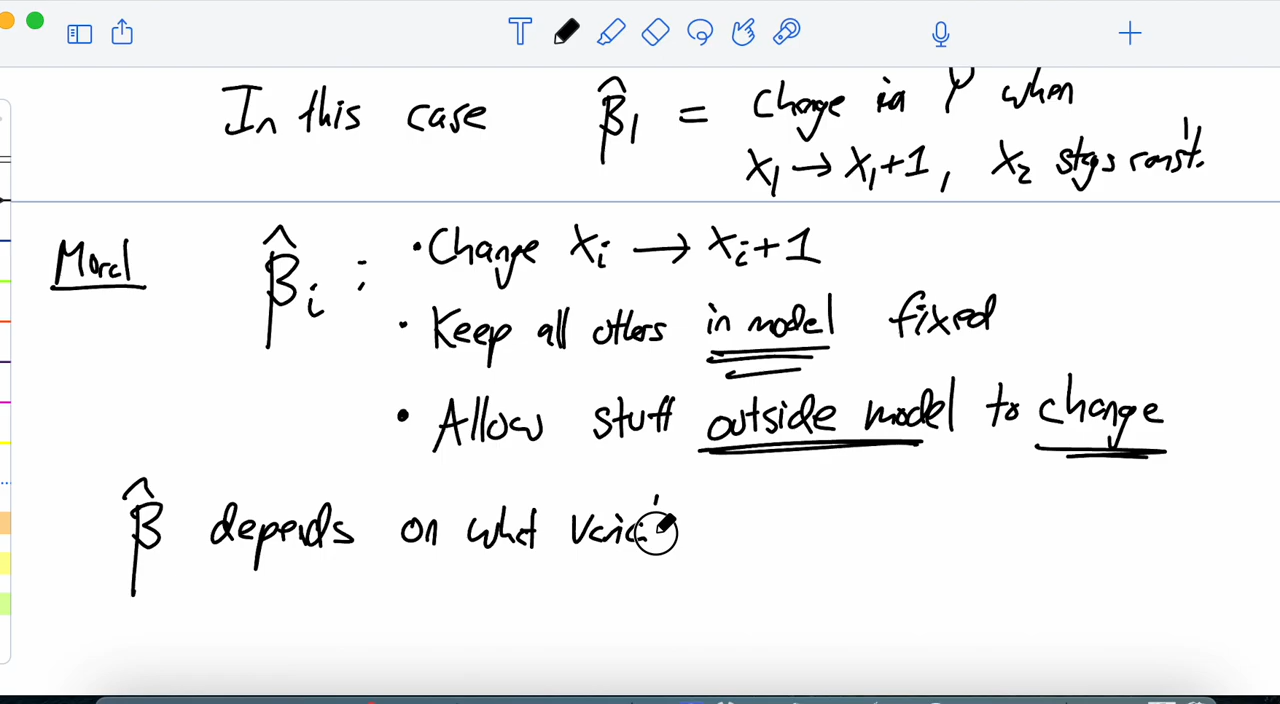 In this case β̂₁ = change in Y when
x₁ → x₁+1, x₂ stays const.
Moral β̂ᵢ : • Change xᵢ → xᵢ+1
• Keep all others in model fixed
• Allow stuff outside model to change
β̂ depends on what